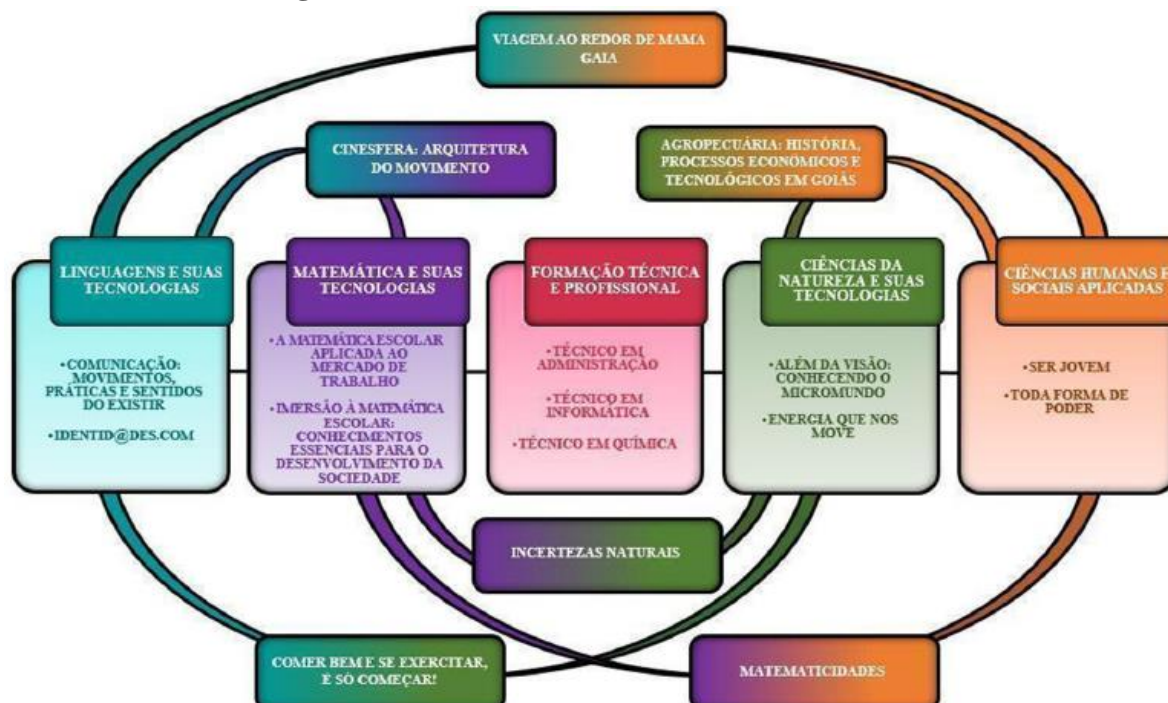 VIAGEM AO REDOR DE MAMA
GAIA
CINESFERA: ARQUITETURA
DO MOVIMENTO
AGROPECUÁRIA: HISTÓRIA,
PROCESSOS ECONÔMICOS E
TECNOLÓGICOS EM GOIÁS
LINGUAGENS E SUAS
TECNOLOGIAS
•COMUNICAÇÃO:
MOVIMENTOS,
PRÁTICAS E SENTIDOS
DO EXISTIR
•IDENTID@DES.COM
MATEMÁTICA E SUAS
TECNOLOGIAS
•A MATEMÁTICA ESCOLAR
APLICADA AO
MERCADO DE
TRABALHO
•IMERSÃO À MATEMÁTICA
ESCOLAR:
CONHECIMENTOS
ESSENCIAIS PARA O
DESENVOLVIMENTO DA
SOCIEDADE
FORMAÇÃO TÉCNICA
E PROFISSIONAL
•TÉCNICO EM
ADMINISTRAÇÃO
•TÉCNICO EM
INFORMÁTICA
•TÉCNICO EM QUÍMICA
CIÊNCIAS DA
NATUREZA E SUAS
TECNOLOGIAS
•ALÉM DA VISÃO:
CONHECENDO O
MICROMUNDO
•ENERGIA QUE NOS
MOVE
CIÊNCIAS HUMANAS E
SOCIAIS APLICADAS
•SER JOVEM
•TODA FORMA DE
PODER
INCERTEZAS NATURAIS
COMER BEM E SE EXERCITAR,
É SÓ COMEÇAR!
MATEMATICIDADES